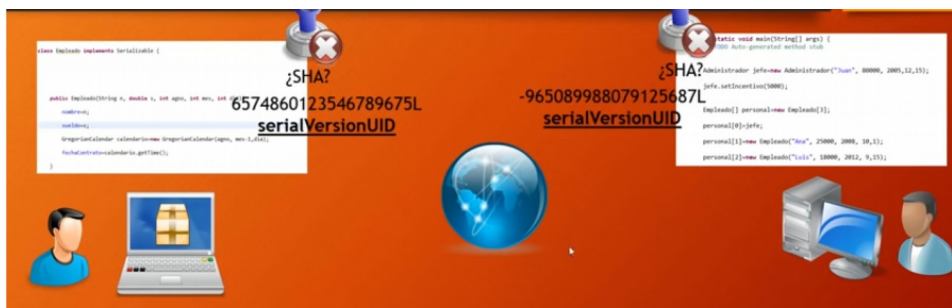 class Empleado implements Serializable {
public Empleado(String n, double s, int agno, int mes, int di
nombre=n;
sueldo=s;
GregorianCalendar calendario=new GregorianCalendar(agno, mes-1,dia);
fechaContrato=calendario.getTime();
}
¿SHA?
6574860123546789675L
serialVersionUID
¿SHA?
-965089988079125687L
serialVersionUID
static void main(String[] args) {
TODO Auto-generated method stub
Administrador jefe=new Administrador("Juan", 80000, 2005,12,15);
jefe.setIncentivo(5000);
Empleado[] personal=new Empleado[3];
personal[0]=jefe;
personal[1]=new Empleado("Ana", 25000, 2008, 10,1);
personal[2]=new Empleado("Luis", 18000, 2012, 9,15);